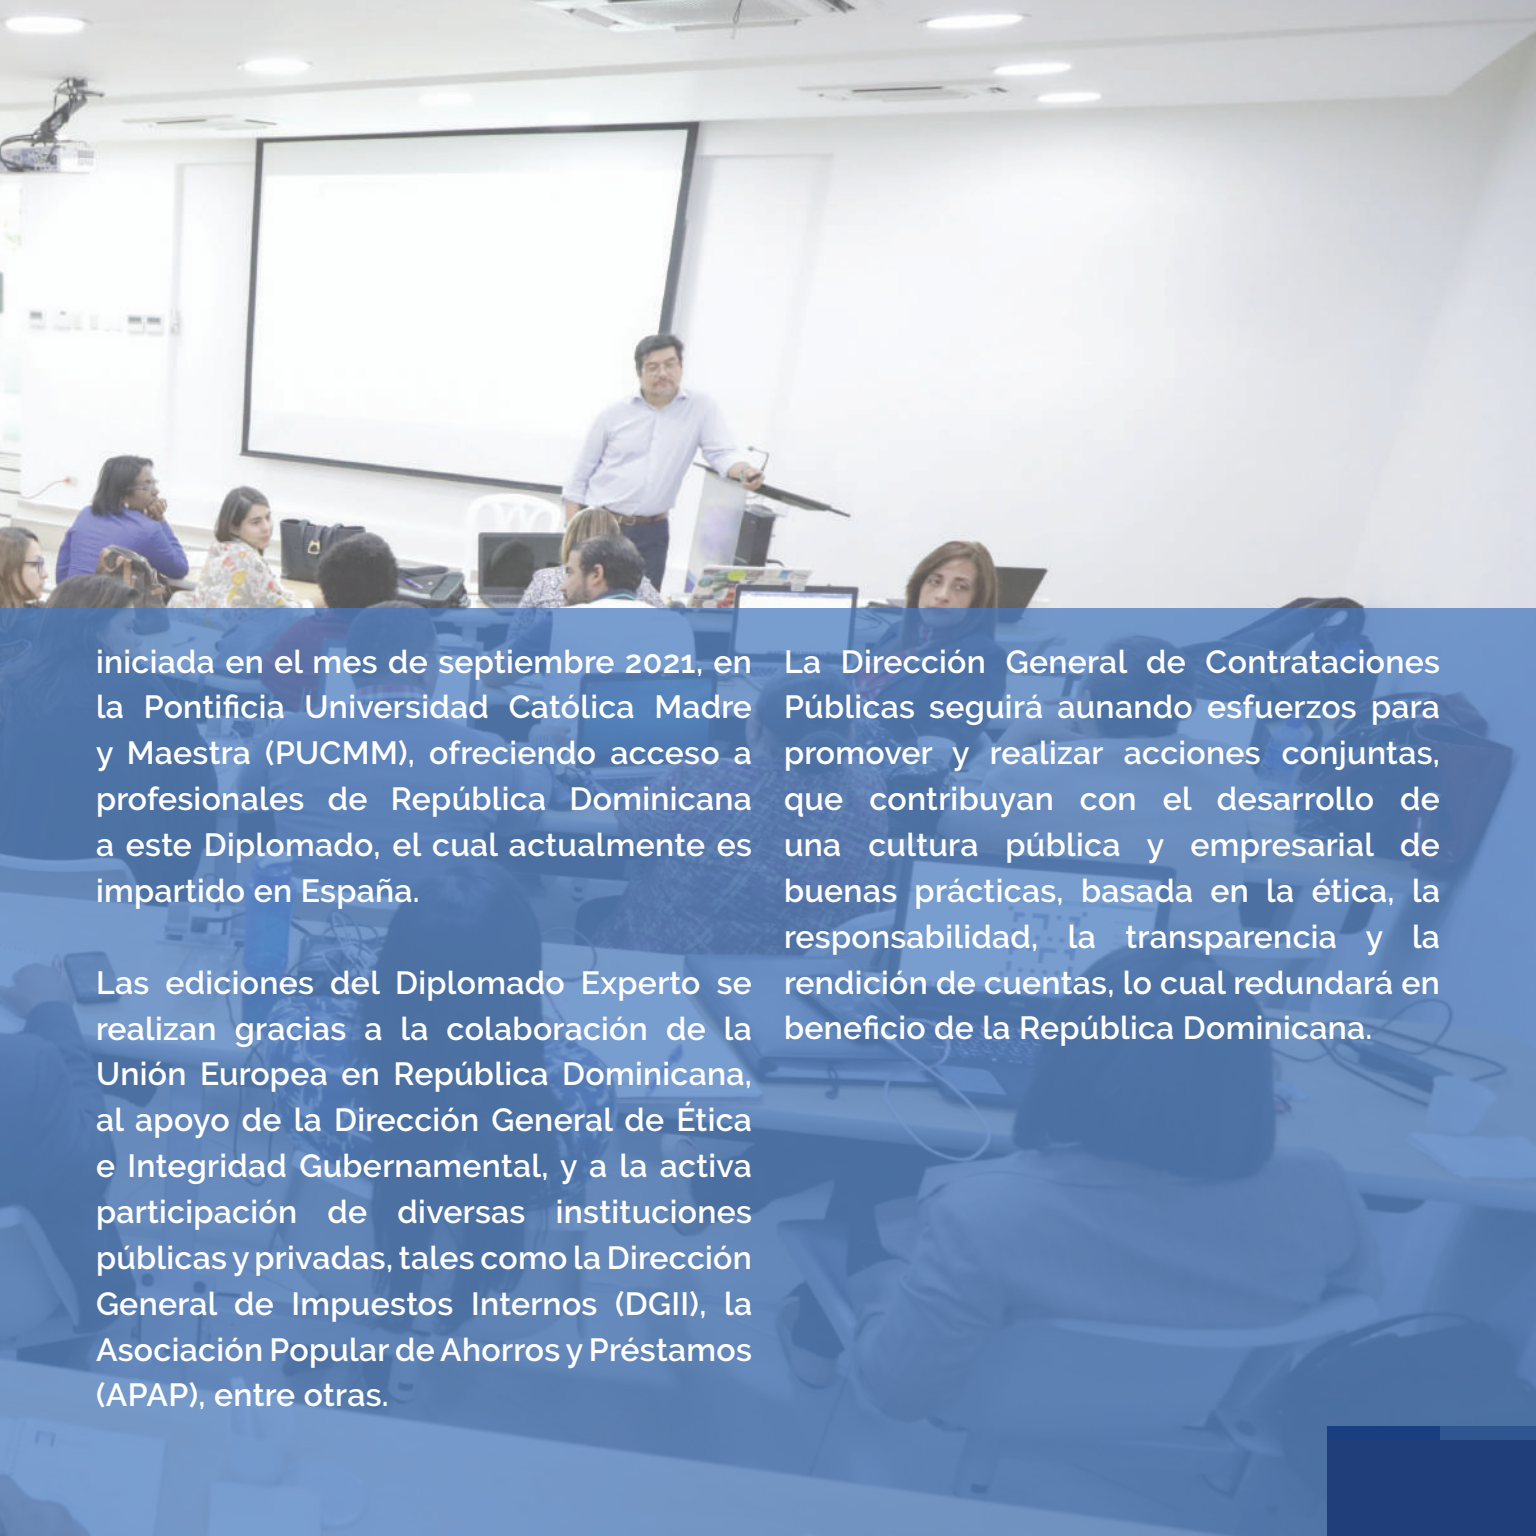 iniciada en el mes de septiembre 2021, en
la Pontificia Universidad Católica Madre
y Maestra (PUCMM), ofreciendo acceso a
profesionales de República Dominicana
a este Diplomado, el cual actualmente es
impartido en España.
Las ediciones del Diplomado Experto se
realizan gracias a la colaboración de la
Unión Europea en República Dominicana,
al apoyo de la Dirección General de Ética
e Integridad Gubernamental, y a la activa
participación de diversas instituciones
públicas y privadas, tales como la Dirección
General de Impuestos Internos (DGII), la
Asociación Popular de Ahorros y Préstamos
(APAP), entre otras.
La Dirección General de Contrataciones
Públicas seguirá aunando esfuerzos para
promover y realizar acciones conjuntas,
que contribuyan con el desarrollo de
una cultura pública y empresarial de
buenas prácticas, basada en la ética, la
responsabilidad, la transparencia y la
rendición de cuentas, lo cual redundará en
beneficio de la República Dominicana.